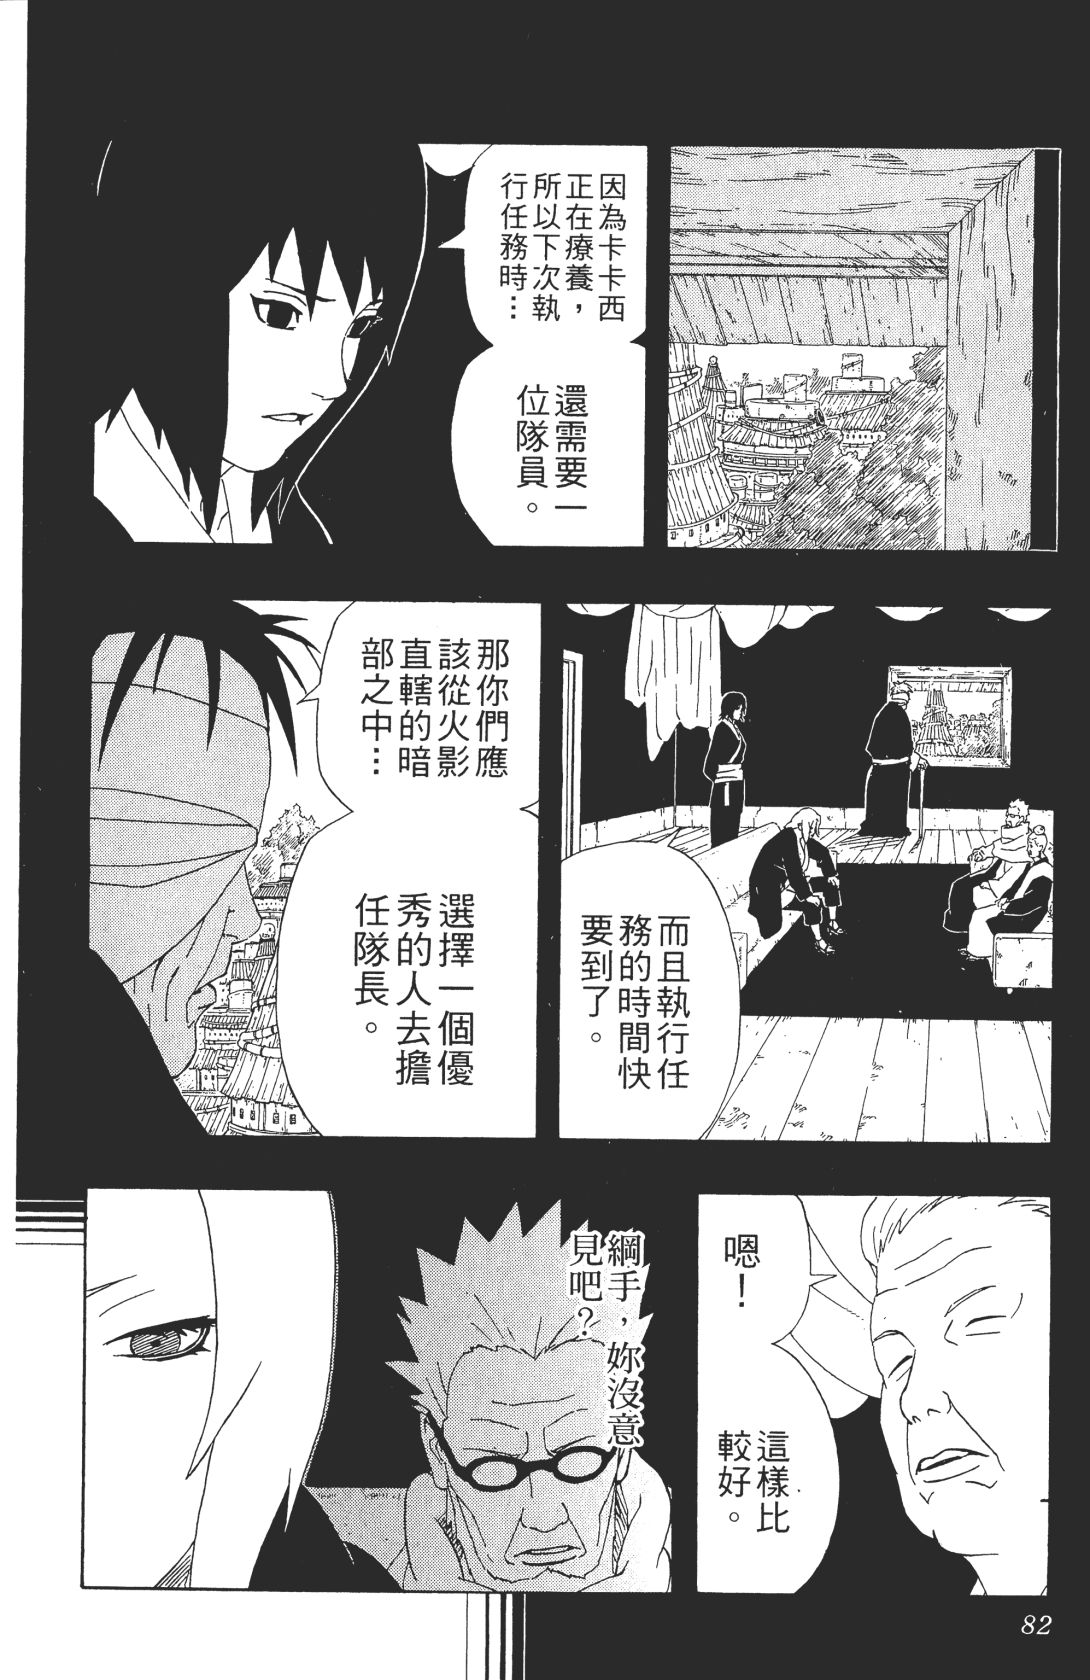 因為卡卡西
正在療養，
所以下次執
行任務時…
還需要一
位隊員。
而且執行任
務的時間快
要到了。
那你們應
該從火影
直轄的暗
部之中…
選擇一個優
秀的人去擔
任隊長。
嗯！
這樣比
較好。
綱手，妳沒意
見吧？
82